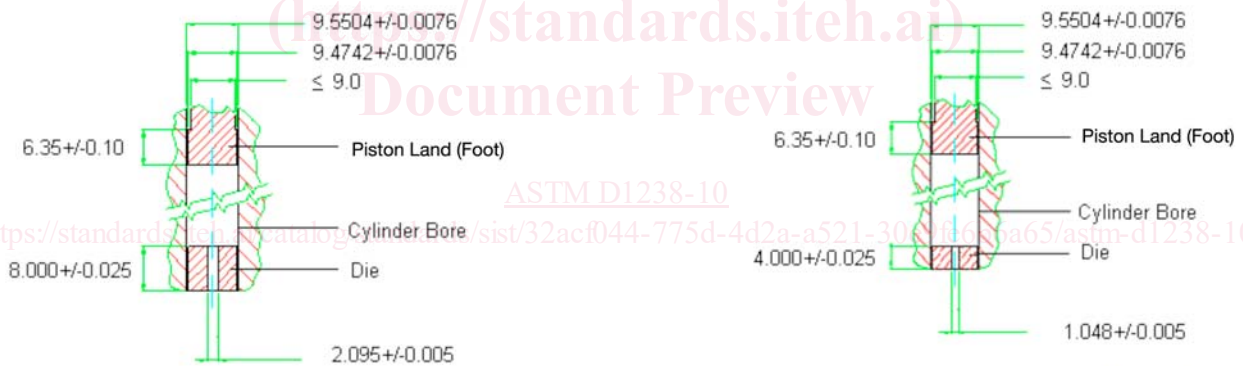 (https://standards.iteh.ai)
Document Preview
9.5504+/-0.0076
9.4742+/-0.0076
≤ 9.0
6.35+/-0.10
Piston Land (Foot)
Cylinder Bore
8.000+/-0.025
Die
2.095+/-0.005
ASTM D1238-10
9.5504+/-0.0076
9.4742+/-0.0076
≤ 9.0
6.35+/-0.10
Piston Land (Foot)
Cylinder Bore
4.000+/-0.025
Die
1.048+/-0.005